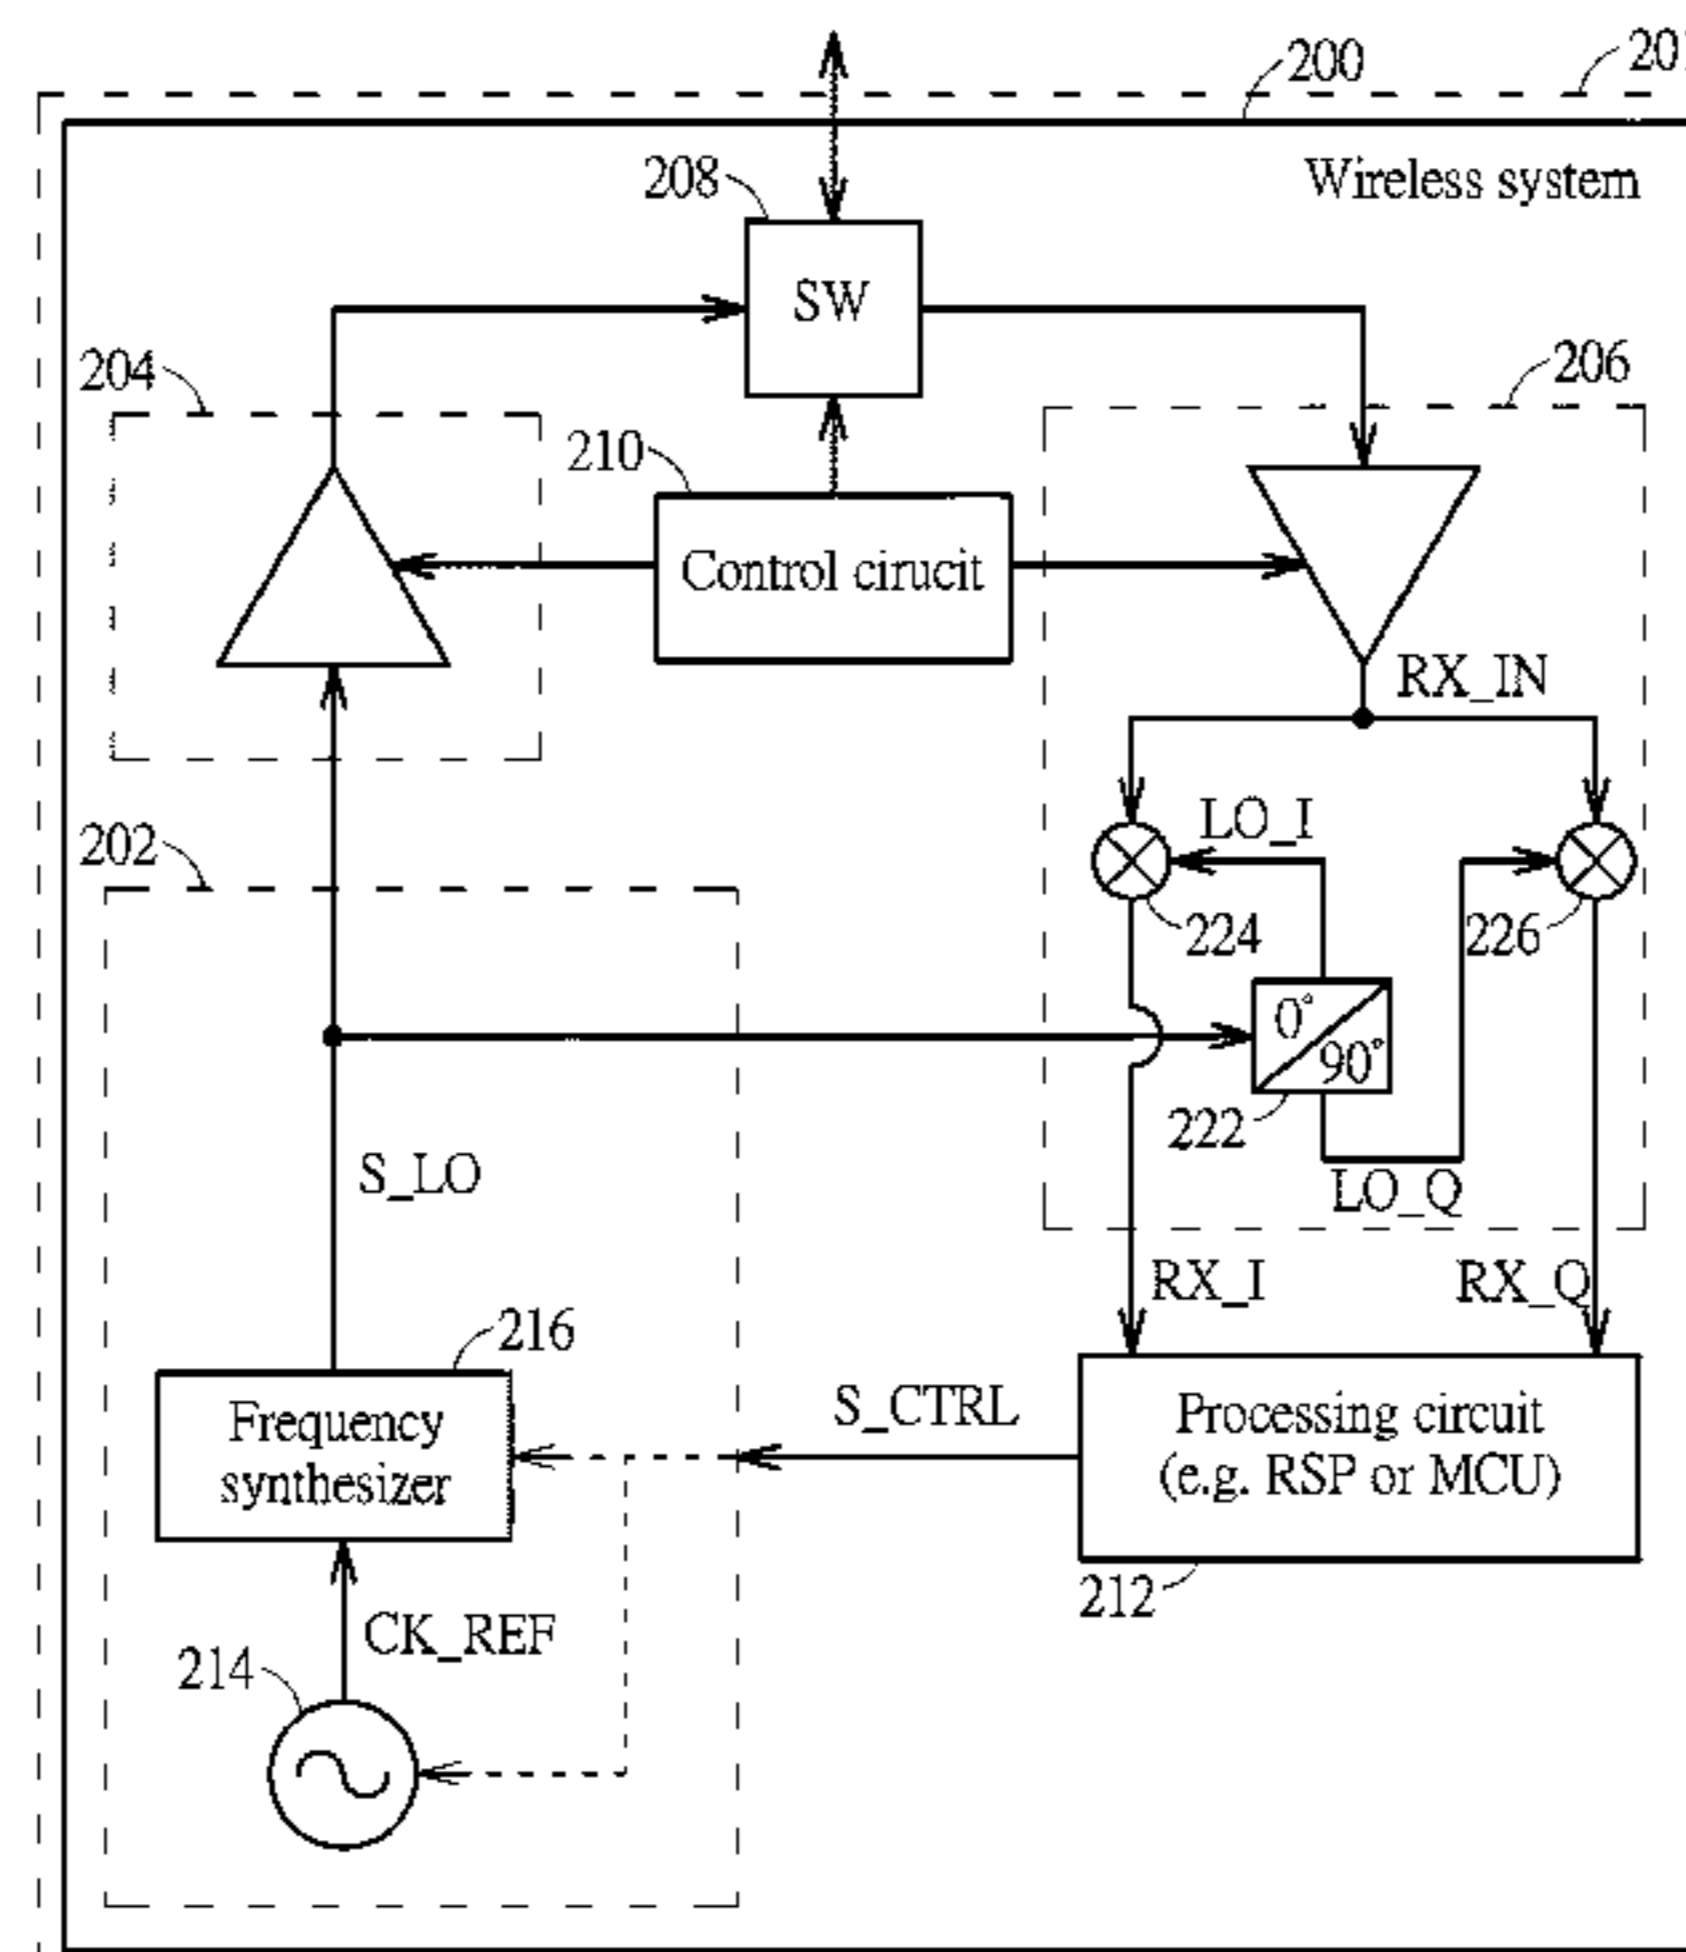 200
201
Wireless system
208
SW
204
206
210
Control cirucit
RX_IN
202
LO_I
224
226
0°
90°
222
LO_Q
S_LO
RX_I
RX_Q
216
Frequency
synthesizer
S_CTRL
Processing circuit
(e.g. RSP or MCU)
212
CK_REF
214